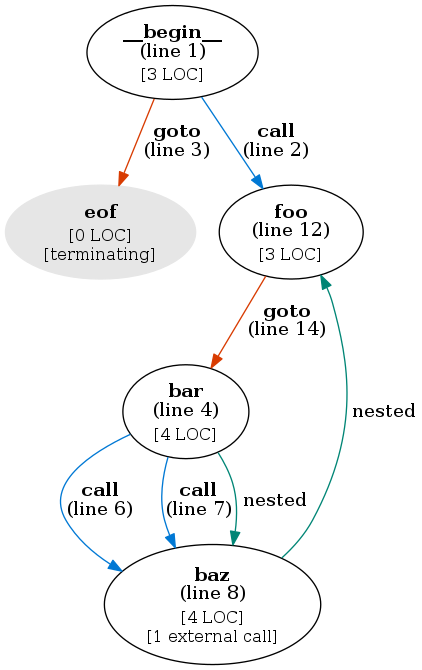 __begin__
(line 1)
[3 LOC]
goto
(line 3)
call
(line 2)
eof
[0 LOC]
[terminating]
foo
(line 12)
[3 LOC]
goto
(line 14)
bar
(line 4)
[4 LOC]
nested
call
(line 6)
call
(line 7)
nested
baz
(line 8)
[4 LOC]
[1 external call]